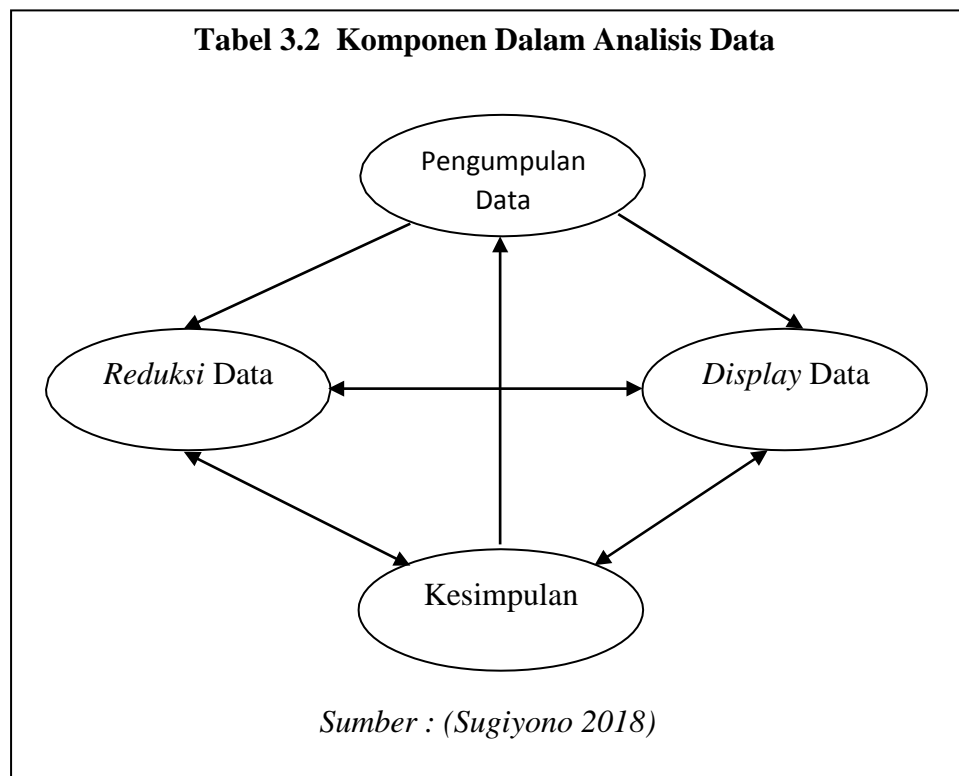 Tabel 3.2  Komponen Dalam Analisis Data
Pengumpulan
Data
Reduksi Data
Display Data
Kesimpulan
Sumber : (Sugiyono 2018)